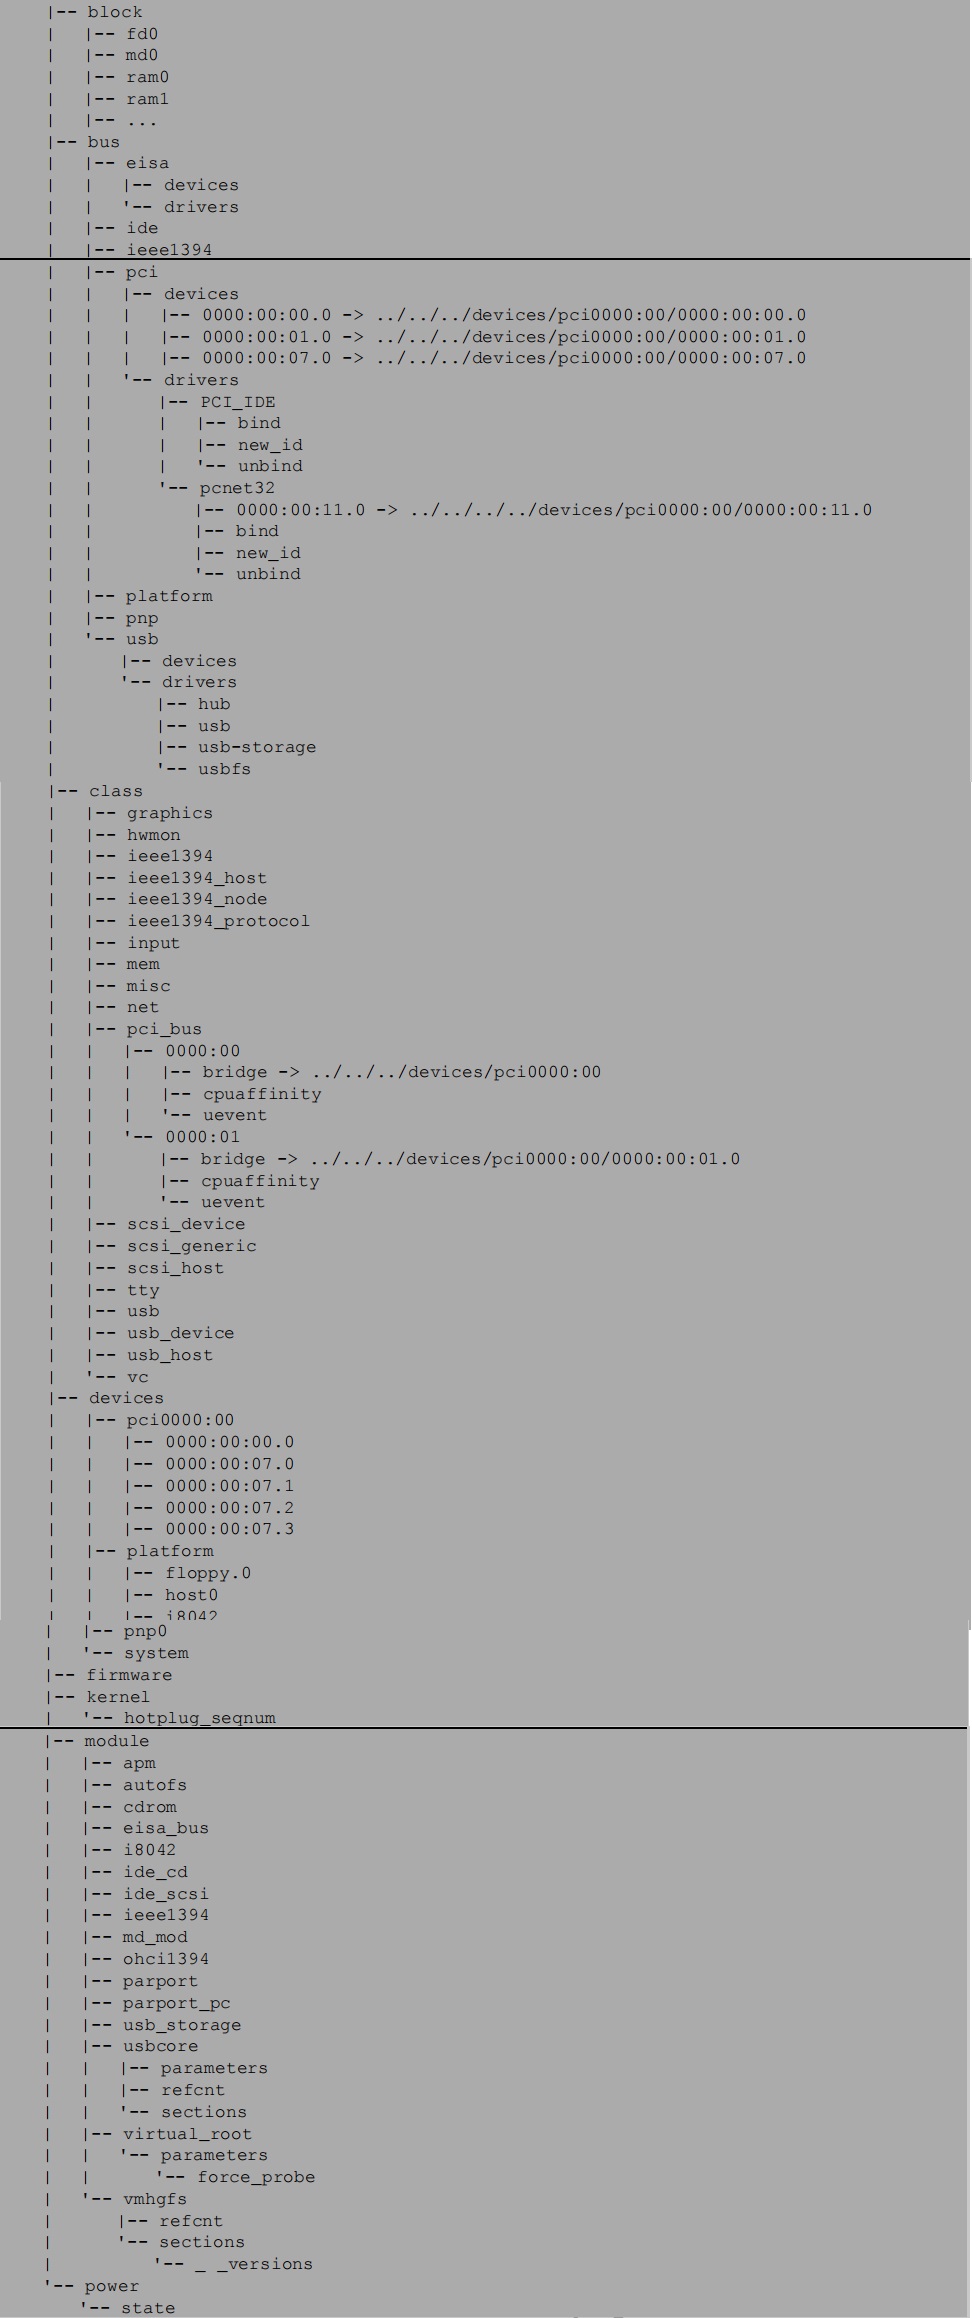 |-- block
|   |-- fd0
|   |-- md0
|   |-- ram0
|   |-- ram1
|   |-- ...
|-- bus
|   |-- eisa
|   |   |-- devices
|   |   '-- drivers
|   |-- ide
|   |-- ieee1394
|   |-- pci
|   |   |-- devices
|   |   |   |-- 0000:00:00.0 -> ../../../devices/pci0000:00/0000:00:00.0
|   |   |   |-- 0000:00:01.0 -> ../../../devices/pci0000:00/0000:00:01.0
|   |   |   |-- 0000:00:07.0 -> ../../../devices/pci0000:00/0000:00:07.0
|   |   '-- drivers
|   |       |-- PCI_IDE
|   |       |   |-- bind
|   |       |   |-- new_id
|   |       |   '-- unbind
|   |       '-- pcnet32
|   |           |-- 0000:00:11.0 -> ../../../../devices/pci0000:00/0000:00:11.0
|   |           |-- bind
|   |           |-- new_id
|   |           '-- unbind
|   |-- platform
|   |-- pnp
|   '-- usb
|       |-- devices
|       '-- drivers
|           |-- hub
|           |-- usb
|           |-- usb-storage
|           '-- usbfs
|-- class
|   |-- graphics
|   |-- hwmon
|   |-- ieee1394
|   |-- ieee1394_host
|   |-- ieee1394_node
|   |-- ieee1394_protocol
|   |-- input
|   |-- mem
|   |-- misc
|   |-- net
|   |-- pci_bus
|   |   |-- 0000:00
|   |   |   |-- bridge -> ../../../devices/pci0000:00
|   |   |   |-- cpuaffinity
|   |   |   '-- uevent
|   |   '-- 0000:01
|   |       |-- bridge -> ../../../devices/pci0000:00/0000:00:01.0
|   |       |-- cpuaffinity
|   |       '-- uevent
|   |-- scsi_device
|   |-- scsi_generic
|   |-- scsi_host
|   |-- tty
|   |-- usb
|   |-- usb_device
|   |-- usb_host
|   '-- vc
|-- devices
|   |-- pci0000:00
|   |   |-- 0000:00:00.0
|   |   |-- 0000:00:07.0
|   |   |-- 0000:00:07.1
|   |   |-- 0000:00:07.2
|   |   |-- 0000:00:07.3
|   |-- platform
|   |   |-- floppy.0
|   |   |-- host0
|   |   |-- i8042
|   |-- pnp0
|   '-- system
|-- firmware
|-- kernel
|   '-- hotplug_seqnum
|-- module
|   |-- apm
|   |-- autofs
|   |-- cdrom
|   |-- eisa_bus
|   |-- i8042
|   |-- ide_cd
|   |-- ide_scsi
|   |-- ieee1394
|   |-- md_mod
|   |-- ohci1394
|   |-- parport
|   |-- parport_pc
|   |-- usb_storage
|   |-- usbcore
|   |   |-- parameters
|   |   |-- refcnt
|   |   '-- sections
|   |-- virtual_root
|   |   '-- parameters
|   |       '-- force_probe
|   '-- vmhgfs
|       |-- refcnt
|       '-- sections
|           '-- _ _versions
'-- power
    '-- state